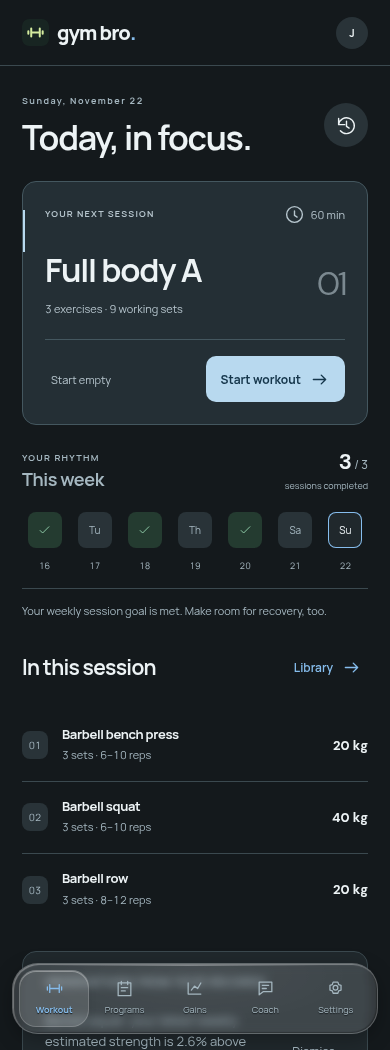 gym bro.
J
Sunday, November 22
Today, in focus.
YOUR NEXT SESSION
60 min
Full body A
01
3 exercises · 9 working sets
Start empty
Start workout
YOUR RHYTHM
3 / 3
This week
sessions completed
Tu
Th
Sa
Su
16 17 18 19 20 21 22
Your weekly session goal is met. Make room for recovery, too.
In this session
Library
01
Barbell bench press
3 sets · 6–10 reps
20 kg
02
Barbell squat
3 sets · 6–10 reps
40 kg
03
Barbell row
3 sets · 8–12 reps
20 kg
Workout
Programs
Gains
Coach
Settings
estimated strength is 2.6% above
Dismiss